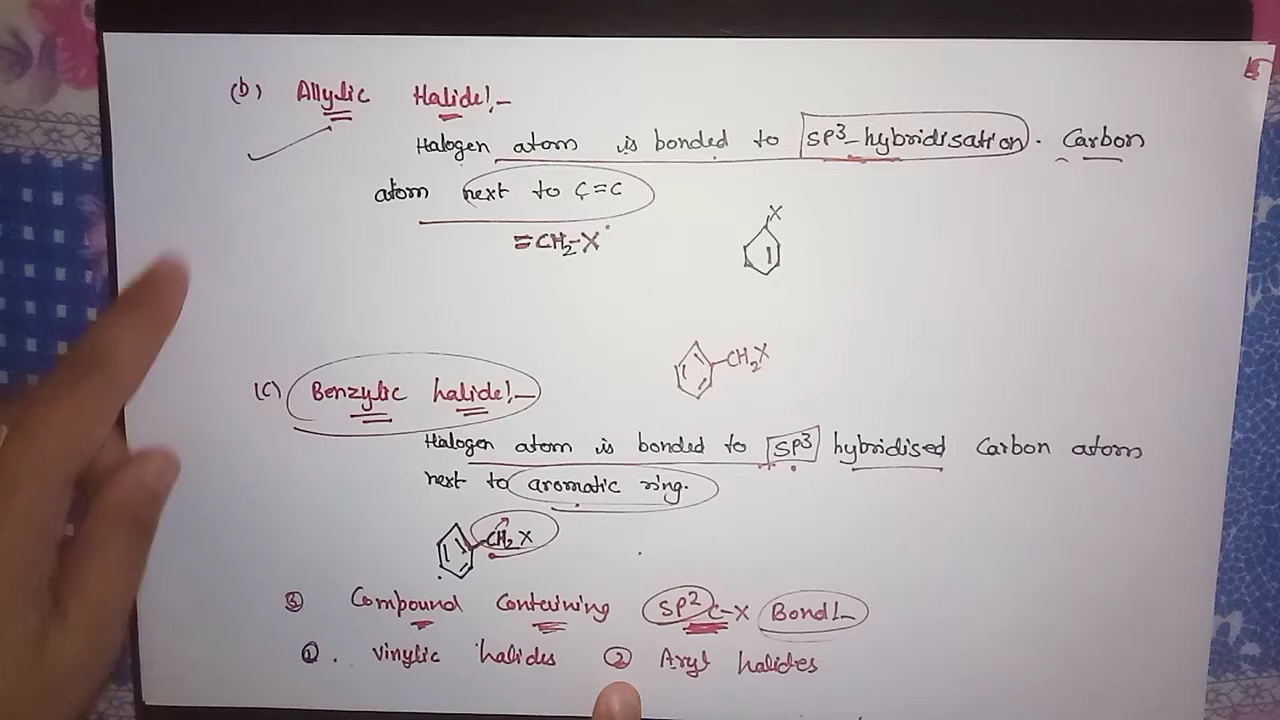 (b) Allylic Halide!-
Halogen atom is bonded to SP3-hybridisation. Carbon
atom next to C=C
=CH2-X
X
CH2X
(C) Benzylic halide!-
Halogen atom is bonded to SP3 hybridised Carbon atom
next to aromatic ring.
CH2X
③ Compound Containing SP2 C-X Bond!-
①. Vinylic halides ② Aryl halides